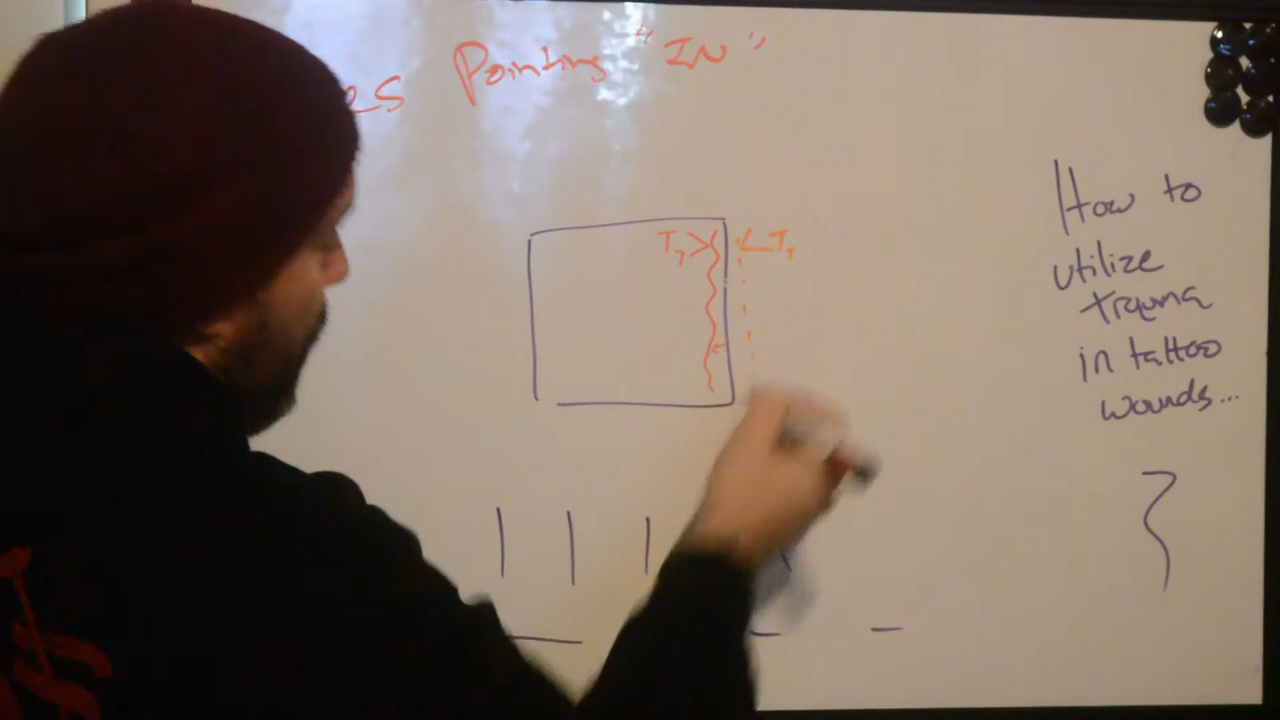 Pointing "IN"
How to
utilize
trauma
in tattoo
wounds...